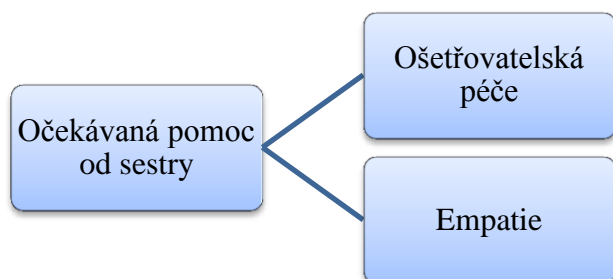 Ošetřovatelská
péče
Očekávaná pomoc
od sestry
Empatie